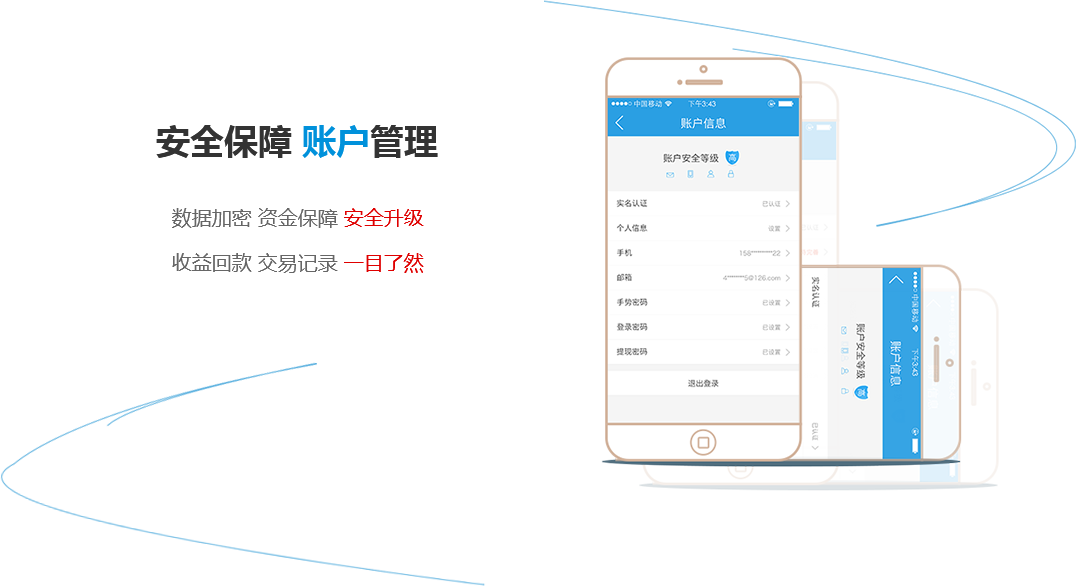 安全保障 账户管理
数据加密 资金保障 安全升级
收益回款 交易记录 一目了然
中国移动 下午3:43
账户信息
账户安全等级 高
实名认证 已认证
个人信息 设置
手机 158*********22
邮箱 4*******5@126.com
手势密码 已设置
登录密码 已设置
提现密码 已设置
退出登录
中国移动 下午3:43
账户信息
账户安全等级 高
实名认证 已认证